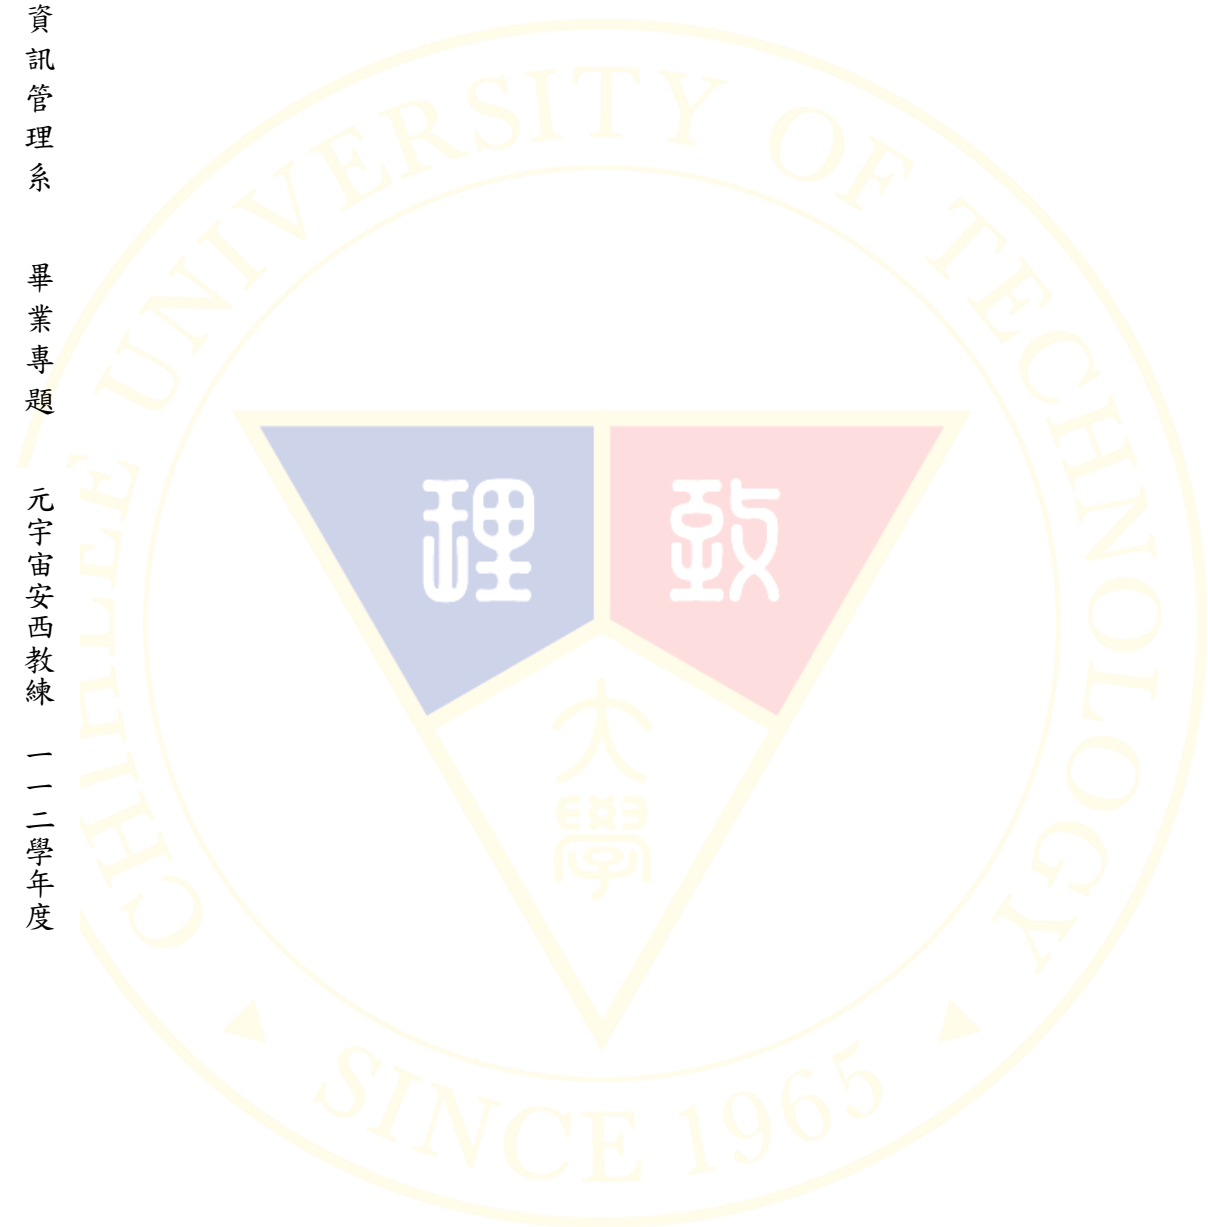 資訊管理系 畢業專題 元宇宙安西教練 一一二學年度
CHIHLEE UNIVERSITY OF TECHNOLOGY
理 致
大學
SINCE 1965